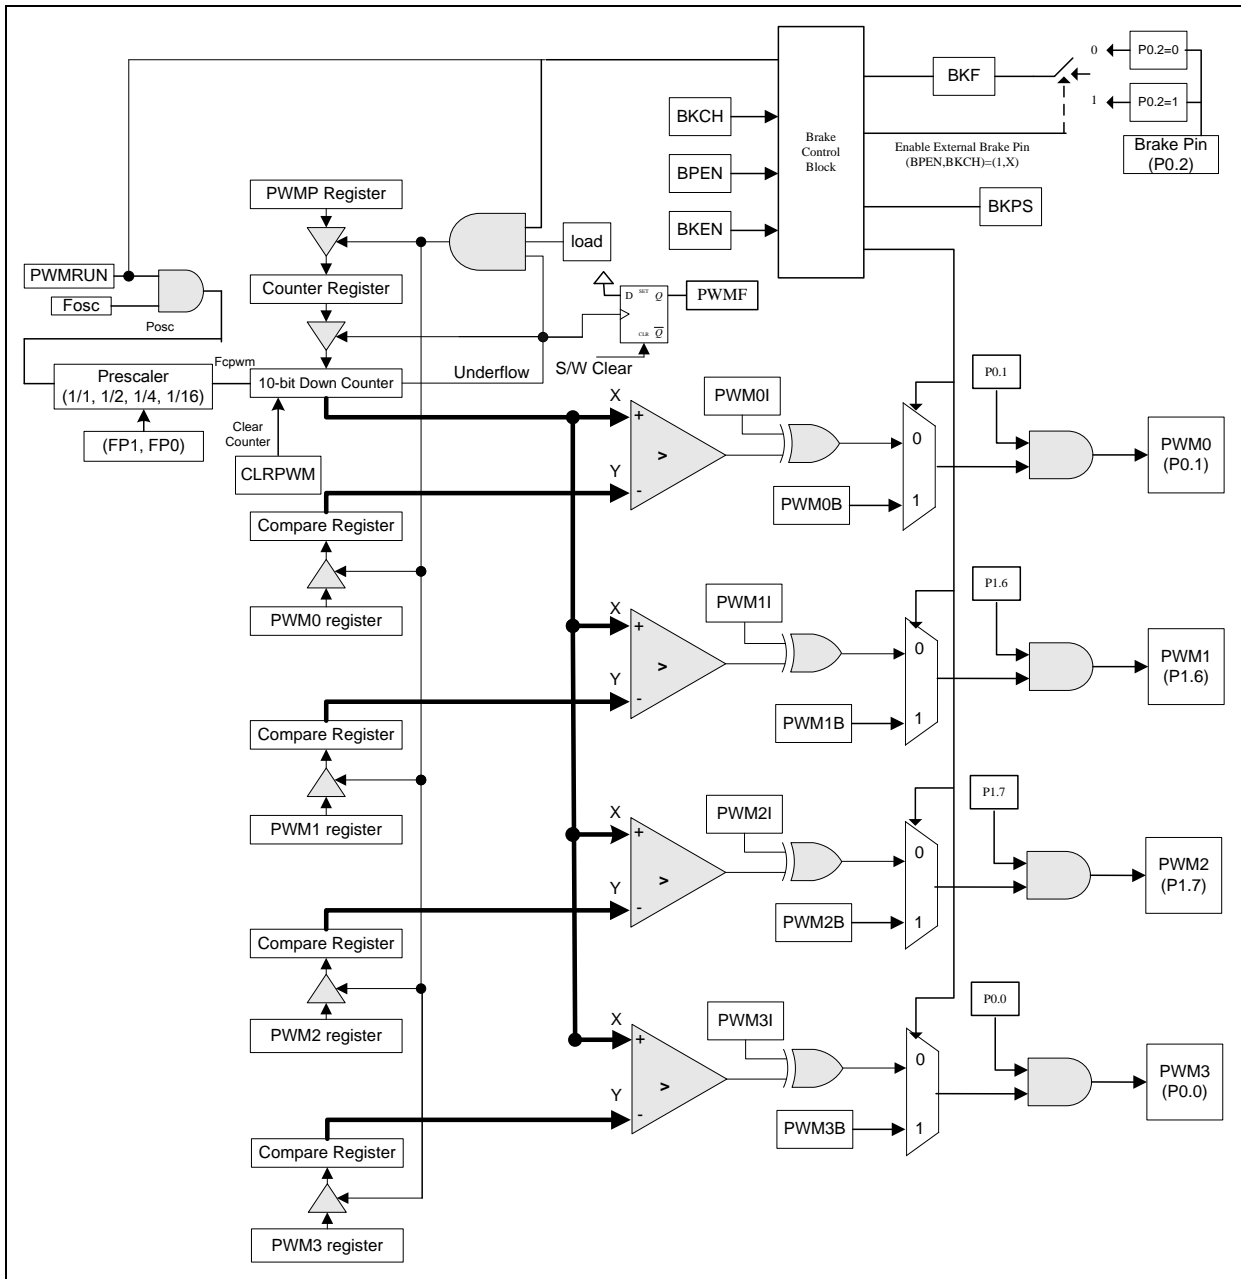 0
P0.2=0
BKF
1
P0.2=1
BKCH
Brake
Control
Block
Enable External Brake Pin
(BPEN,BKCH)=(1,X)
Brake Pin
(P0.2)
BPEN
PWMP Register
BKPS
BKEN
load
PWMRUN
Counter Register
D
SET
Q
PWMF
Fosc
Posc
CLR
Q
Fcpwm
Underflow
S/W Clear
Prescaler
(1/1, 1/2, 1/4, 1/16)
10-bit Down Counter
P0.1
X
+
PWM0I
Clear
Counter
(FP1, FP0)
0
>
PWM0
(P0.1)
CLRPWM
Y
-
PWM0B
1
Compare Register
PWM0 register
P1.6
X
+
PWM1I
0
>
PWM1
(P1.6)
Y
-
PWM1B
1
Compare Register
PWM1 register
P1.7
X
+
PWM2I
0
>
PWM2
(P1.7)
Y
-
PWM2B
1
Compare Register
PWM2 register
P0.0
X
+
PWM3I
0
>
PWM3
(P0.0)
Y
-
PWM3B
1
Compare Register
PWM3 register